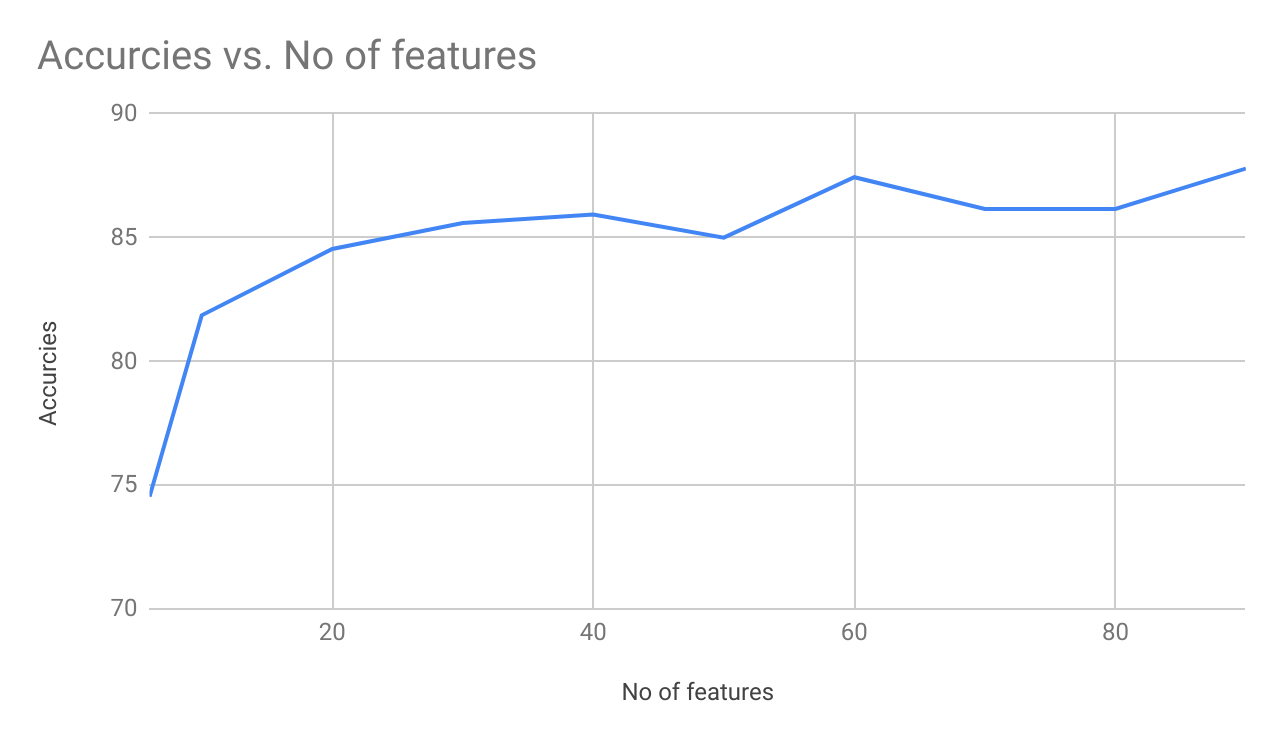 Accurcies vs. No of features
90
85
80
75
70
Accurcies
20 40 60 80
No of features